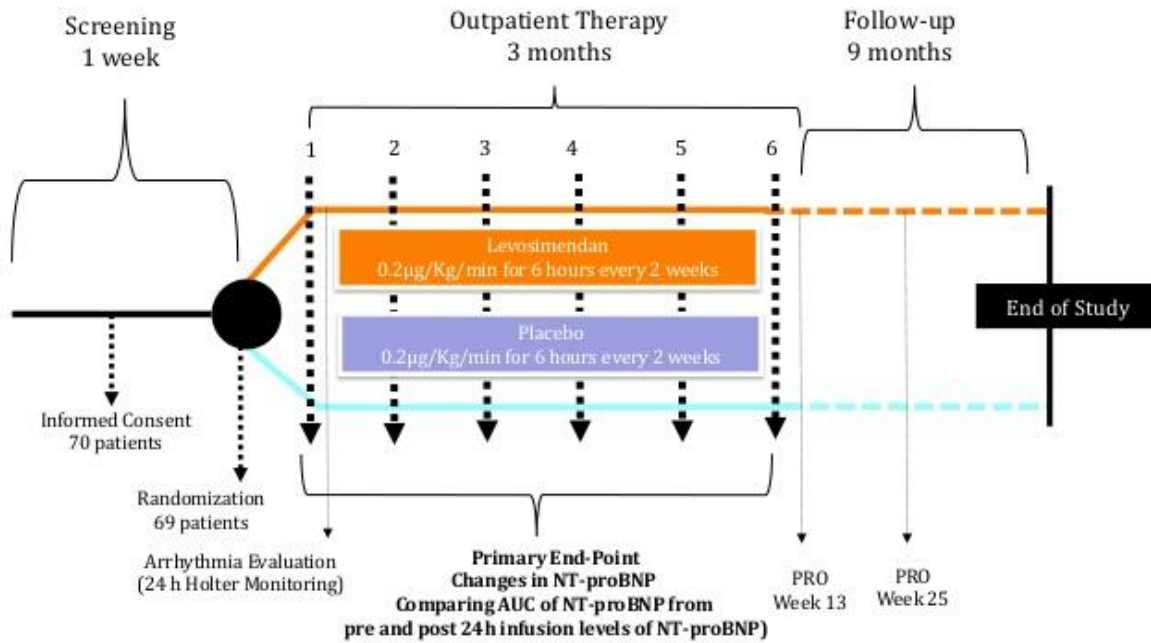 Screening
1 week
Outpatient Therapy
3 months
Follow-up
9 months
1
2
3
4
5
6
Levosimendan
0.2µg/Kg/min for 6 hours every 2 weeks
Placebo
0.2µg/Kg/min for 6 hours every 2 weeks
End of Study
Informed Consent
70 patients
Randomization
69 patients
Arrhythmia Evaluation
(24 h Holter Monitoring)
Primary End-Point
Changes in NT-proBNP
Comparing AUC of NT-proBNP from
pre and post 24h infusion levels of NT-proBNP)
PRO
Week 13
PRO
Week 25